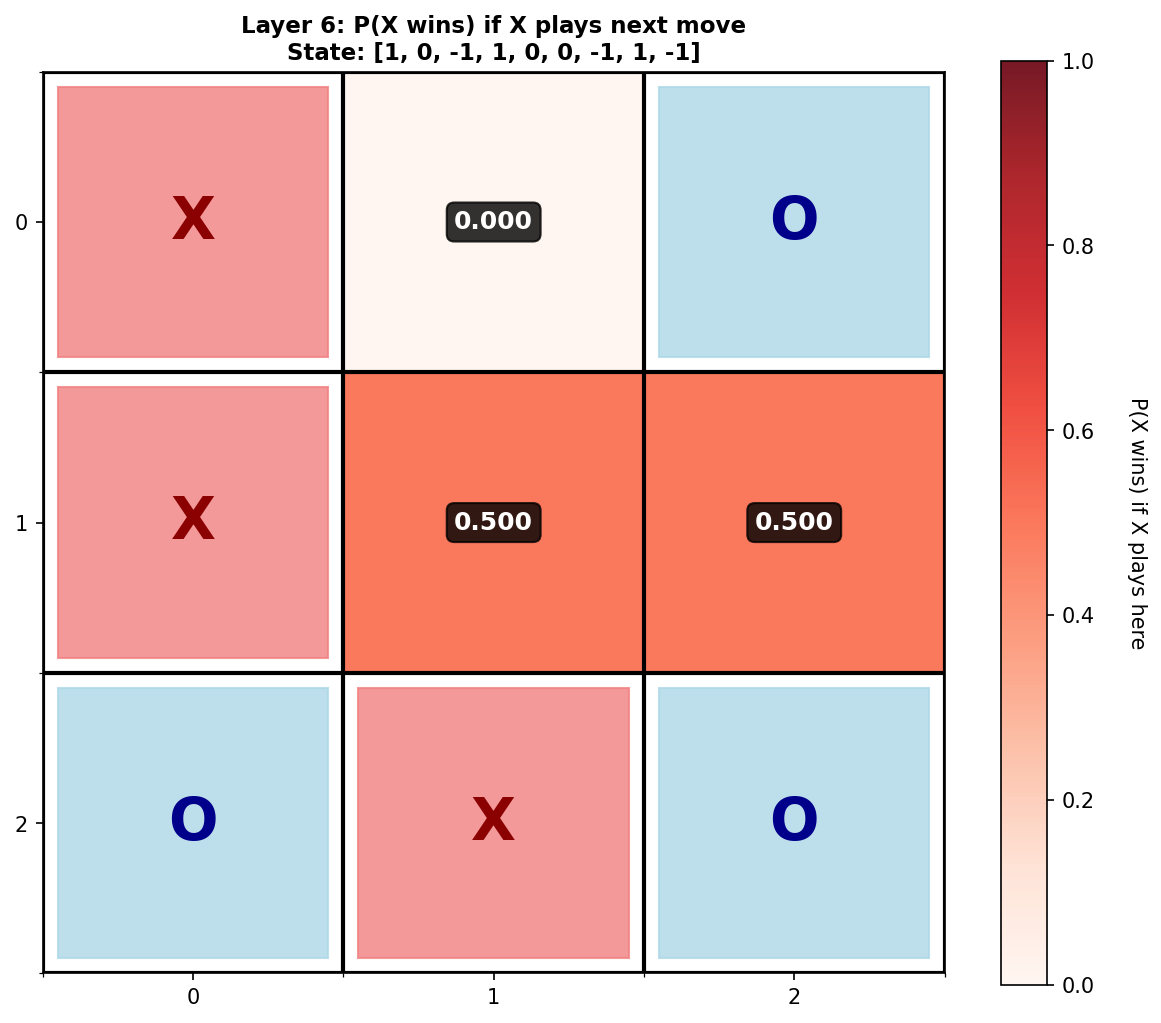 Layer 6: P(X wins) if X plays next move
State: [1, 0, -1, 1, 0, 0, -1, 1, -1]
1.0
0.8
0.6
0.4
0.2
0.0
P(X wins) if X plays here
0
X
0.000
O
1
X
0.500
0.500
2
O
X
O
0
1
2